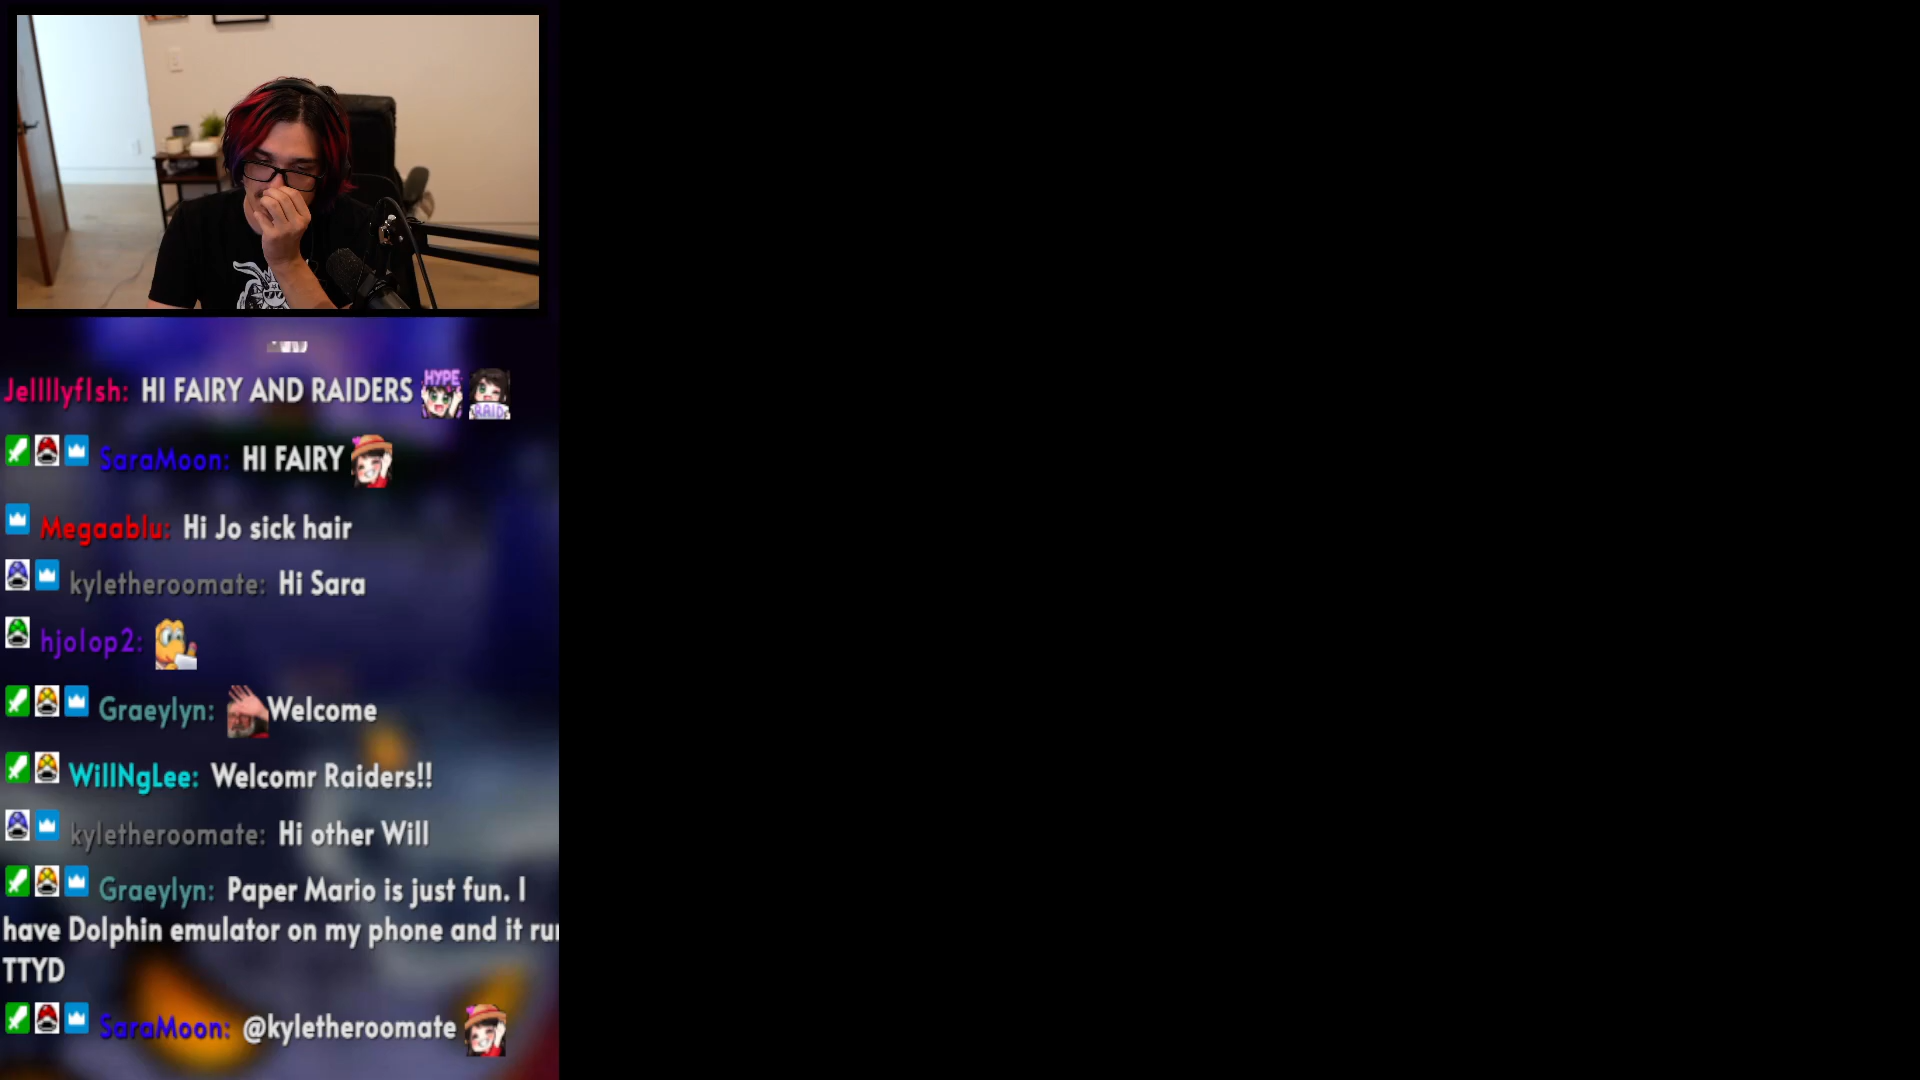 Jellllyflsh: HI FAIRY AND RAIDERS HYPE RAID
SaraMoon: HI FAIRY
Megaablu: Hi Jo sick hair
kyletheroomate: Hi Sara
hjolop2:
Graeylyn: Welcome
WillNgLee: Welcomr Raiders!!
kyletheroomate: Hi other Will
Graeylyn: Paper Mario is just fun. I
have Dolphin emulator on my phone and it
TTYD
SaraMoon: @kyletheroomate